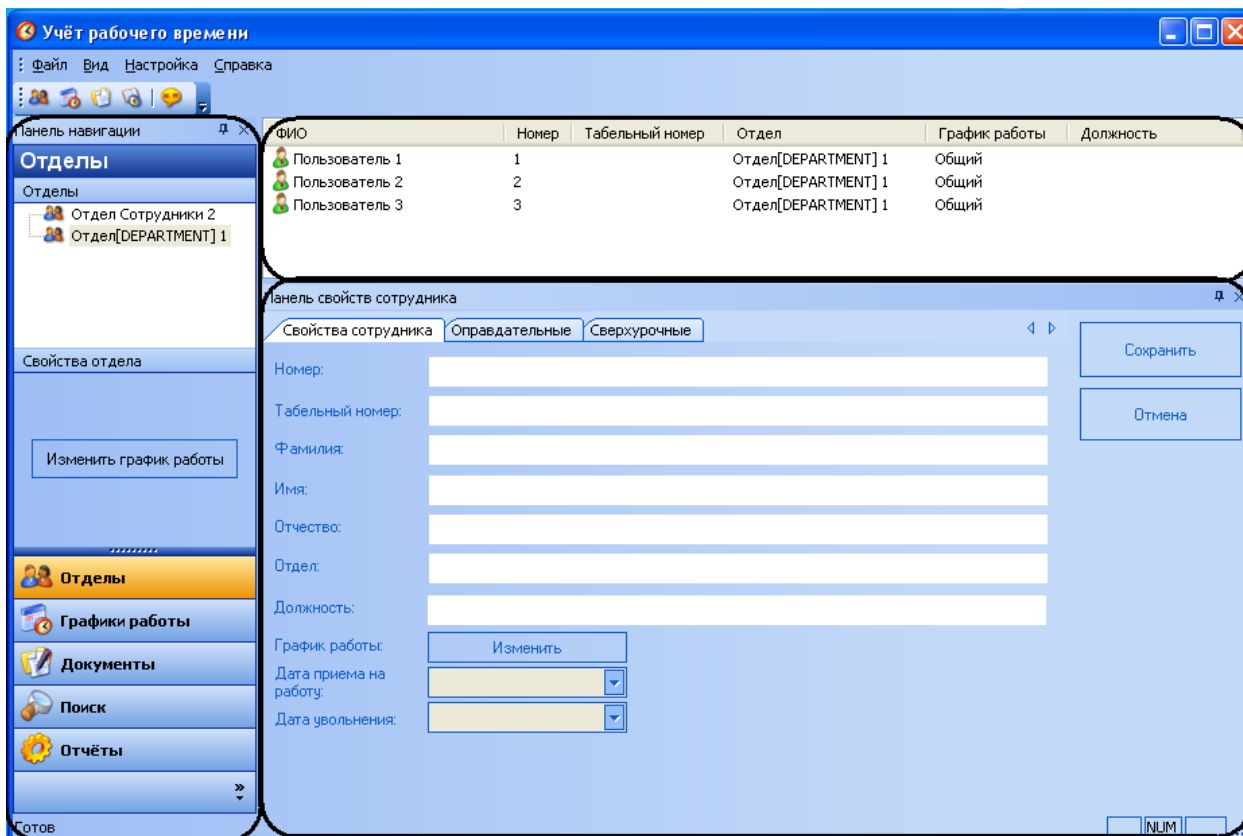 Учёт рабочего времени
Файл Вид Настройка Справка
Панель навигации
Отделы
Отделы
Отдел Сотрудники 2
Отдел[DEPARTMENT] 1
Свойства отдела
Изменить график работы
Отделы
Графики работы
Документы
Поиск
Отчёты
Готов
ФИО Номер Табельный номер Отдел График работы Должность
Пользователь 1 1 Отдел[DEPARTMENT] 1 Общий
Пользователь 2 2 Отдел[DEPARTMENT] 1 Общий
Пользователь 3 3 Отдел[DEPARTMENT] 1 Общий
Панель свойств сотрудника
Свойства сотрудника Оправдательные Сверхурочные
Номер:
Табельный номер:
Фамилия:
Имя:
Отчество:
Отдел:
Должность:
График работы: Изменить
Дата приема на
работу:
Дата увольнения:
Сохранить
Отмена
NUM